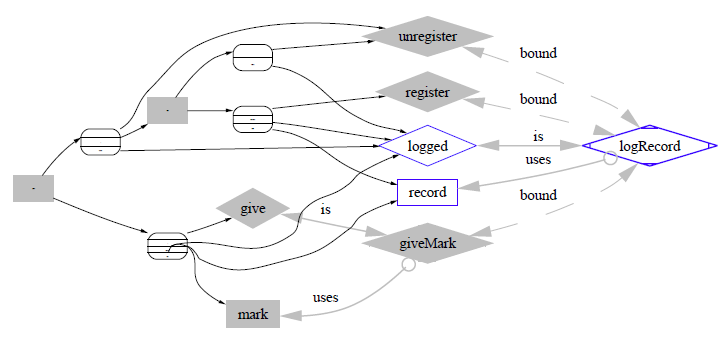 unregister
bound
-
-
register
bound
-
-
-
-
is
logged
logRecord
uses
-
record
give
is
bound
giveMark
-
-
uses
mark